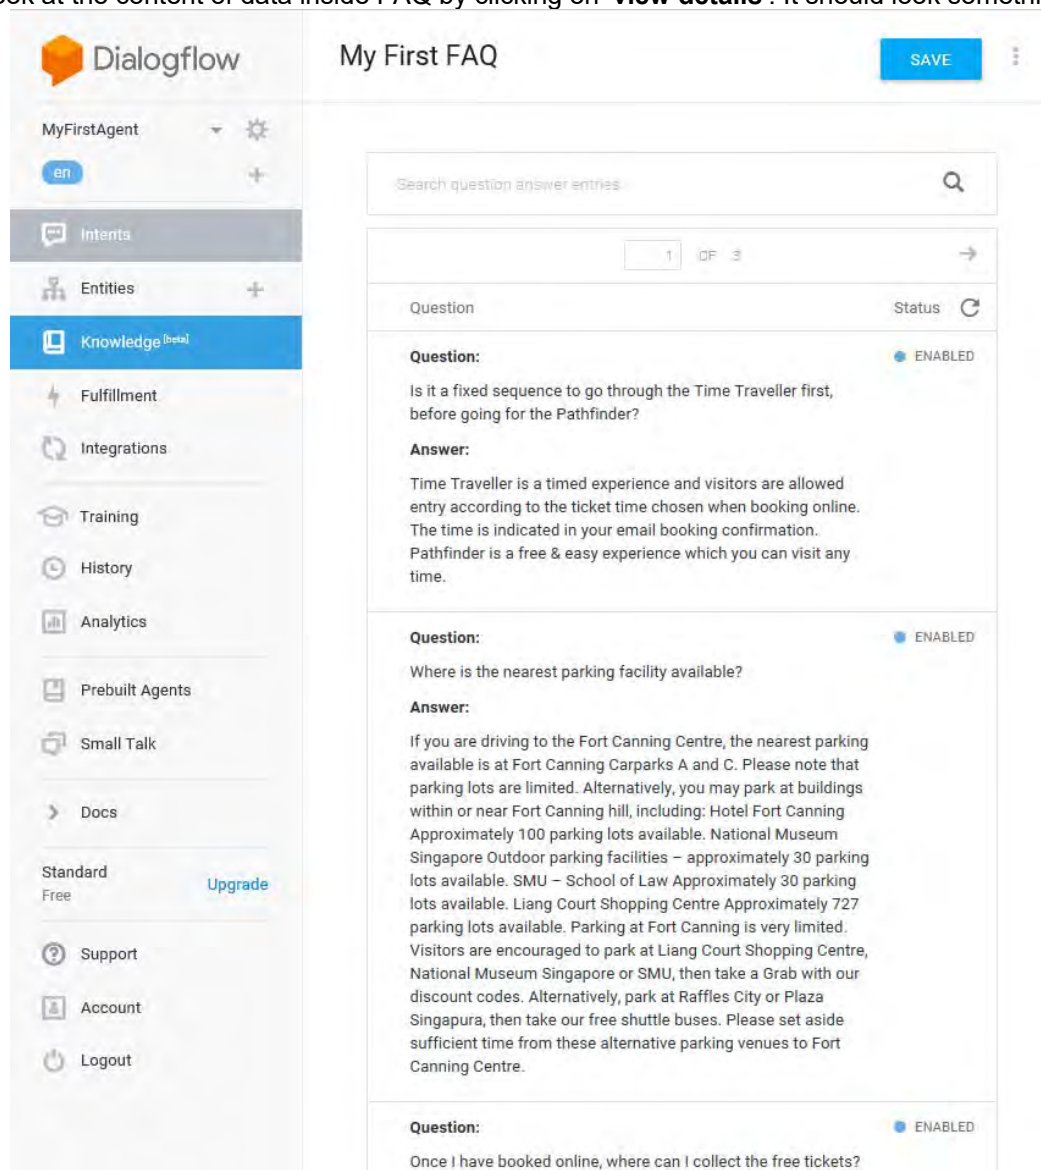 look at the content of data inside FAQ by clicking on 'view details'. It should look somethin
Dialogflow
My First FAQ
SAVE
MyFirstAgent
en
Search question answer entries
Intents
1 OF 3
Entities
Question
Status
Knowledge [beta]
Question:
ENABLED
Is it a fixed sequence to go through the Time Traveller first,
before going for the Pathfinder?
Fulfillment
Integrations
Answer:
Time Traveller is a timed experience and visitors are allowed
entry according to the ticket time chosen when booking online.
The time is indicated in your email booking confirmation.
Pathfinder is a free & easy experience which you can visit any
time.
Training
History
Analytics
Question:
ENABLED
Where is the nearest parking facility available?
Prebuilt Agents
Answer:
Small Talk
If you are driving to the Fort Canning Centre, the nearest parking
available is at Fort Canning Carparks A and C. Please note that
parking lots are limited. Alternatively, you may park at buildings
within or near Fort Canning hill, including: Hotel Fort Canning
Approximately 100 parking lots available. National Museum
Singapore Outdoor parking facilities – approximately 30 parking
lots available. SMU – School of Law Approximately 30 parking
lots available. Liang Court Shopping Centre Approximately 727
parking lots available. Parking at Fort Canning is very limited.
Visitors are encouraged to park at Liang Court Shopping Centre,
National Museum Singapore or SMU, then take a Grab with our
discount codes. Alternatively, park at Raffles City or Plaza
Singapura, then take our free shuttle buses. Please set aside
sufficient time from these alternative parking venues to Fort
Canning Centre.
Docs
Standard
Free
Upgrade
Support
Account
Logout
Question:
ENABLED
Once I have booked online, where can I collect the free tickets?